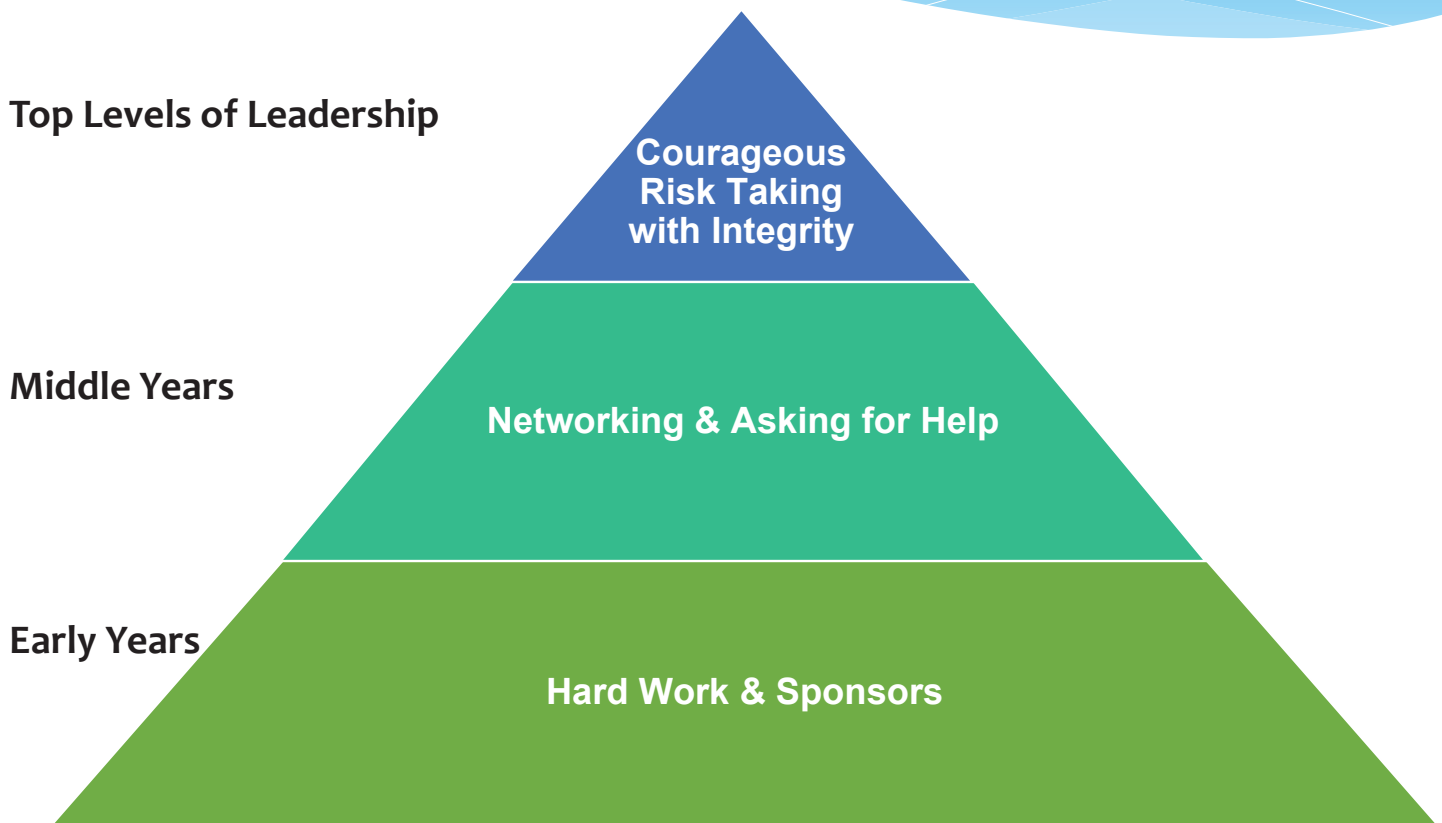 Top Levels of Leadership
Courageous
Risk Taking
with Integrity
Middle Years
Networking & Asking for Help
Early Years
Hard Work & Sponsors